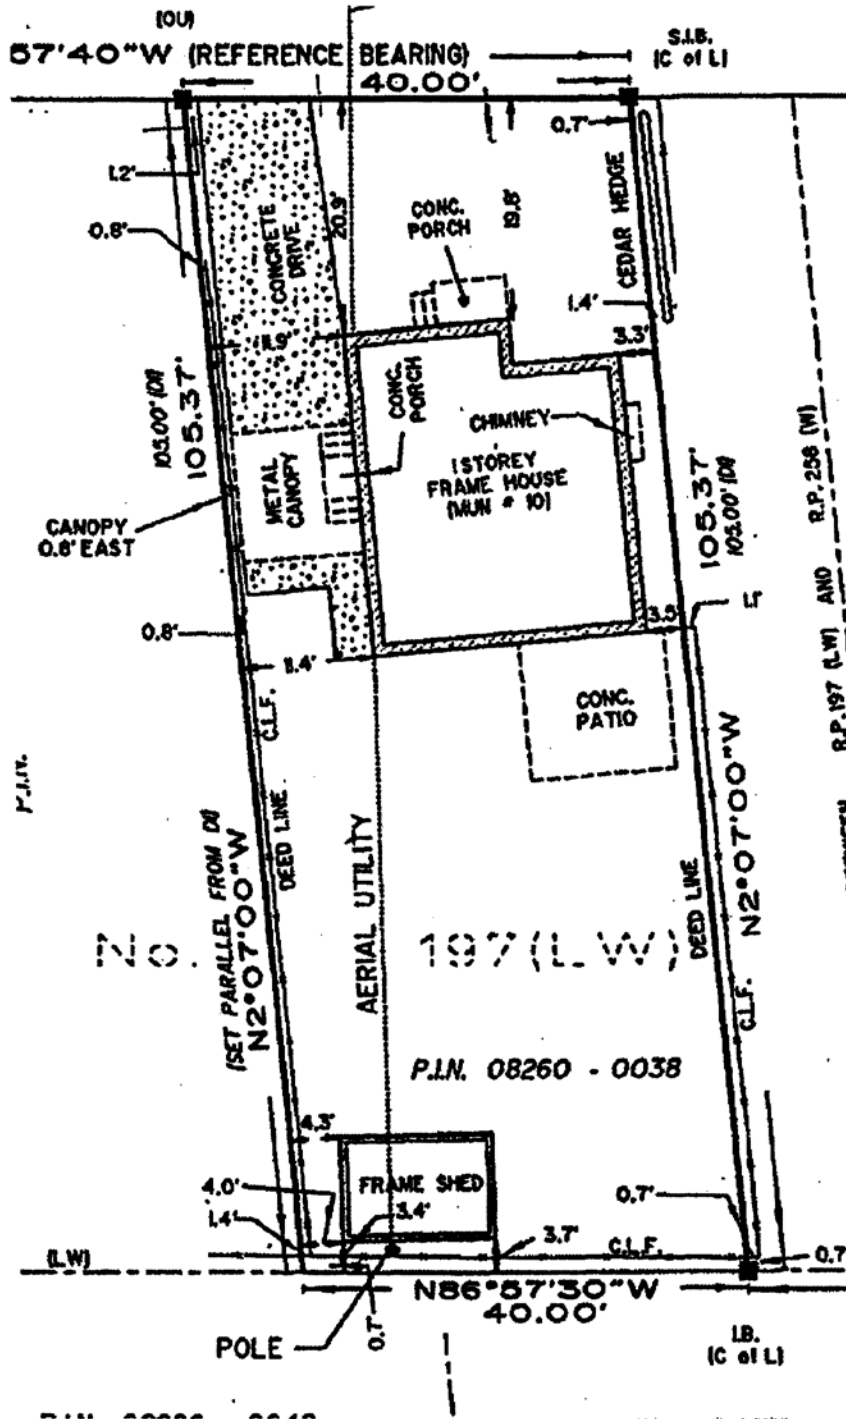 (OU)
57'40"W (REFERENCE BEARING)
S.I.B.
(C of L)
40.00'
0.7'
1.2'
0.8'
CONCRETE
DRIVE
20.9'
CONC.
PORCH
19.8'
CEDAR HEDGE
1.4'
3.3'
11.9'
105.00' (DI)
105.37'
CONC.
PORCH
CHIMNEY
METAL
CANOPY
1 STOREY
FRAME HOUSE
(MUN # 10)
105.37'
105.00' (DI)
CANOPY
0.8' EAST
R.P. 197 (LW) AND R.P. 258 (W)
0.8'
3.5'
1.1'
11.4'
C.L.F.
CONC.
PATIO
P.I.N.
DEED LINE
(SET PARALLEL FROM DI)
N2°07'00"W
AERIAL UTILITY
DEED LINE
N2°07'00"W
C.L.F.
No. 197(LW)
P.I.N. 08260 - 0038
4.3'
FRAME SHED
4.0'
3.4'
1.4'
0.7'
3.7'
C.L.F.
(LW)
0.7'
N86°57'30"W
40.00'
0.7'
POLE
I.B.
(C of L)